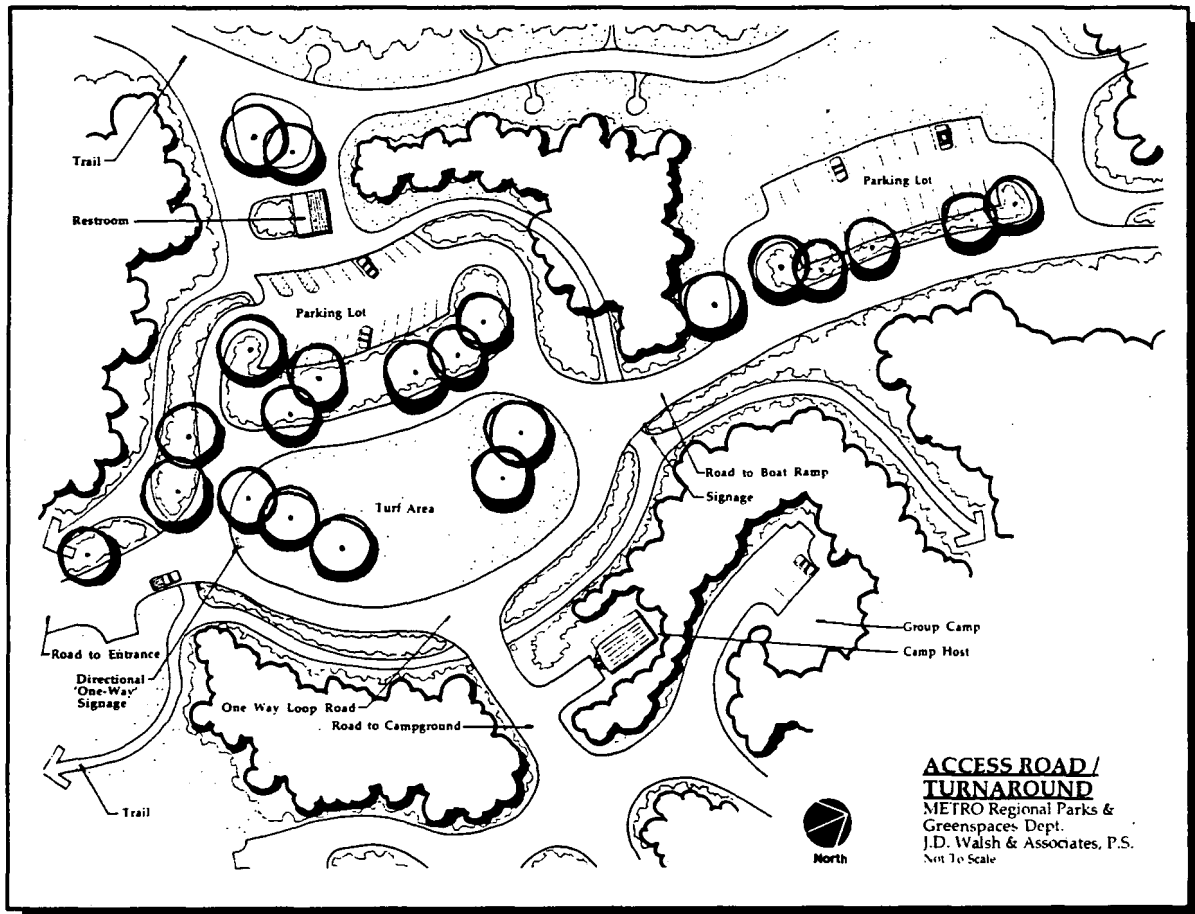 Trail
Restroom
Parking Lot
Parking Lot
Turf Area
Road to Boat Ramp
Signage
Group Camp
Camp Host
Road to Entrance
Directional
'One-Way'
Signage
One Way Loop Road
Road to Campground
Trail
North
ACCESS ROAD /
TURNAROUND
METRO Regional Parks &
Greenspaces Dept.
J.D. Walsh & Associates, P.S.
Not To Scale